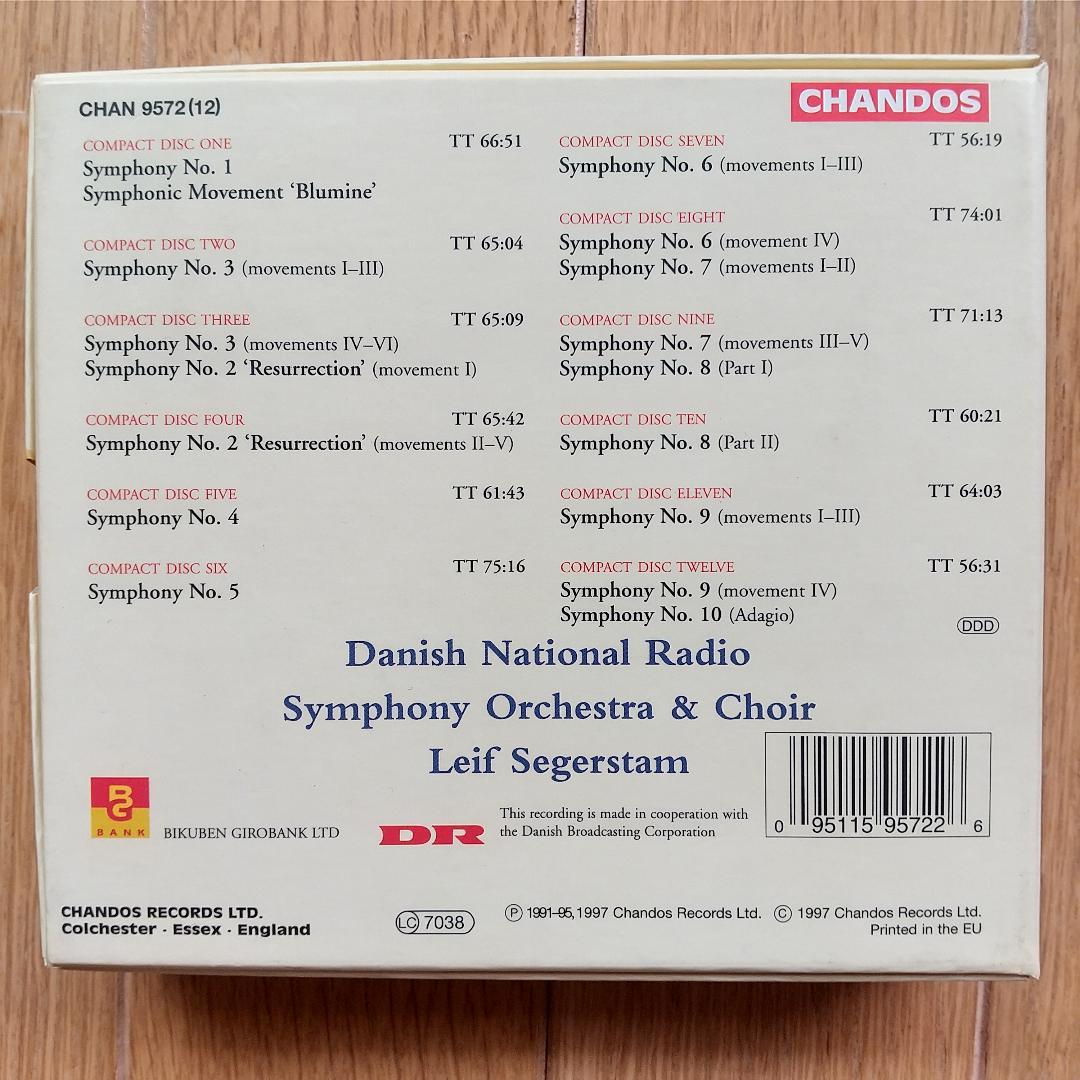 CHAN 9572(12)
CHANDOS
COMPACT DISC ONE TT 66:51
Symphony No. 1
Symphonic Movement ‘Blumine’
COMPACT DISC TWO TT 65:04
Symphony No. 3 (movements I–III)
COMPACT DISC THREE TT 65:09
Symphony No. 3 (movements IV–VI)
Symphony No. 2 ‘Resurrection’ (movement I)
COMPACT DISC FOUR TT 65:42
Symphony No. 2 ‘Resurrection’ (movements II–V)
COMPACT DISC FIVE TT 61:43
Symphony No. 4
COMPACT DISC SIX TT 75:16
Symphony No. 5
COMPACT DISC SEVEN TT 56:19
Symphony No. 6 (movements I–III)
COMPACT DISC EIGHT TT 74:01
Symphony No. 6 (movement IV)
Symphony No. 7 (movements I–II)
COMPACT DISC NINE TT 71:13
Symphony No. 7 (movements III–V)
Symphony No. 8 (Part I)
COMPACT DISC TEN TT 60:21
Symphony No. 8 (Part II)
COMPACT DISC ELEVEN TT 64:03
Symphony No. 9 (movements I–III)
COMPACT DISC TWELVE TT 56:31
Symphony No. 9 (movement IV)
Symphony No. 10 (Adagio)
DDD
Danish National Radio
Symphony Orchestra & Choir
Leif Segerstam
BG
BANK
BIKUBEN GIROBANK LTD
DR
This recording is made in cooperation with
the Danish Broadcasting Corporation
0 95115 95722 6
CHANDOS RECORDS LTD.
Colchester · Essex · England
LC 7038
Ⓟ 1991–95, 1997 Chandos Records Ltd. © 1997 Chandos Records Ltd.
Printed in the EU